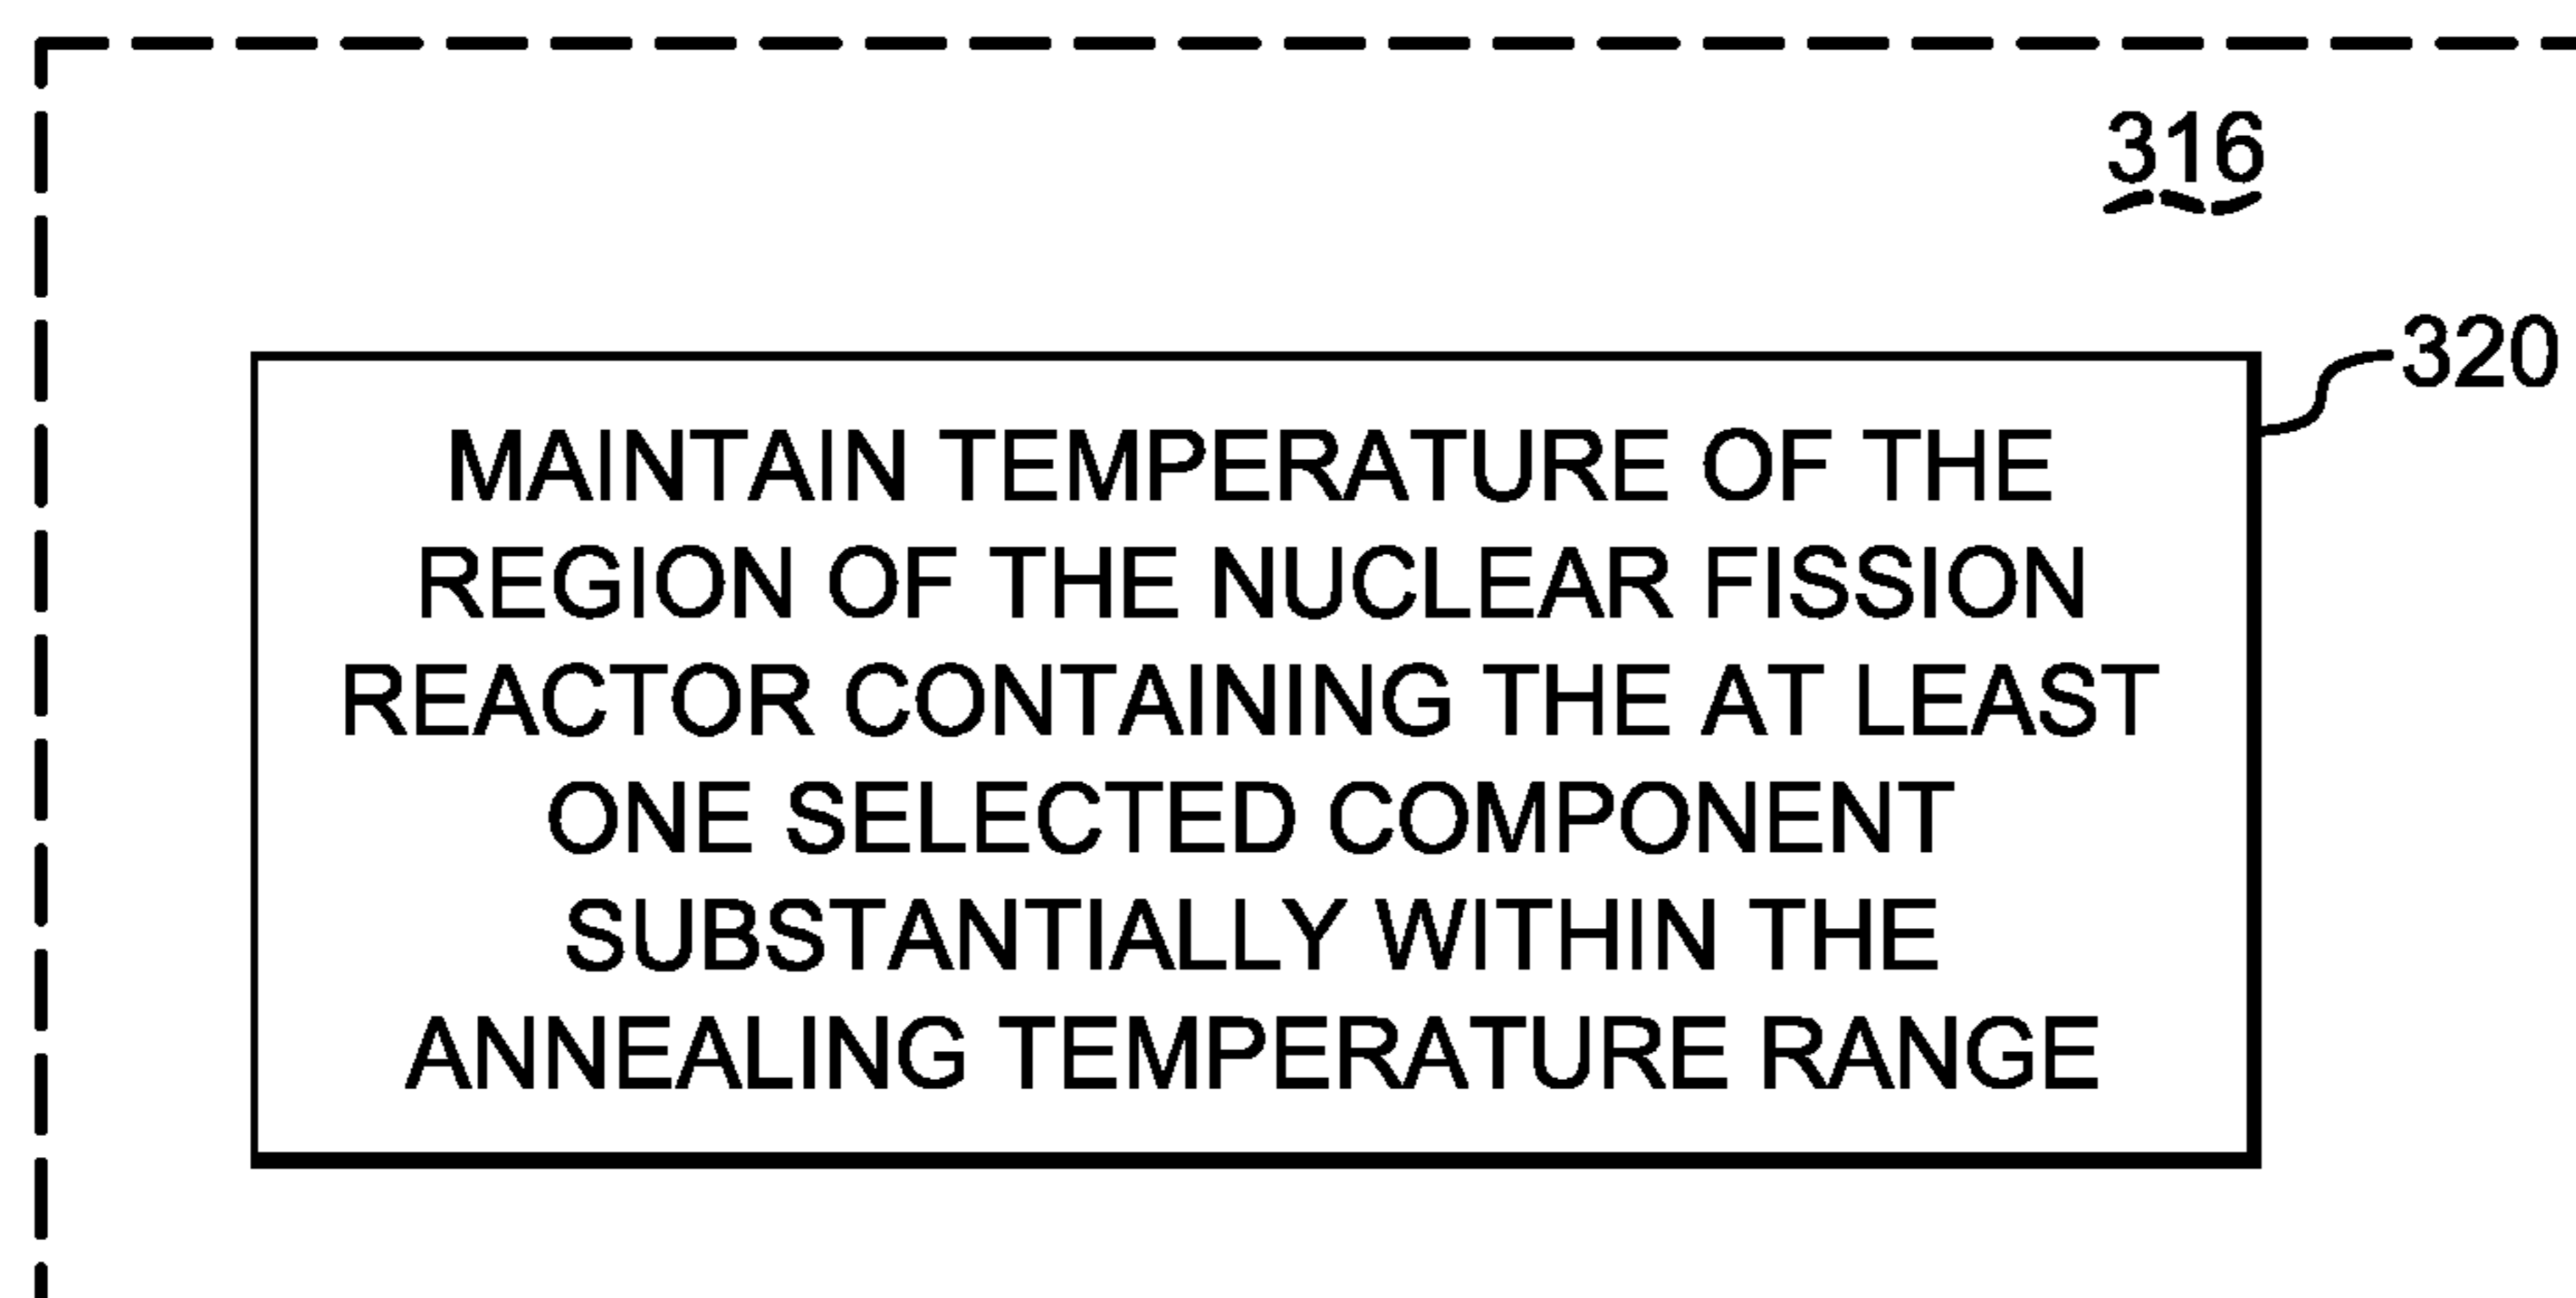 316
320
MAINTAIN TEMPERATURE OF THE
REGION OF THE NUCLEAR FISSION
REACTOR CONTAINING THE AT LEAST
ONE SELECTED COMPONENT
SUBSTANTIALLY WITHIN THE
ANNEALING TEMPERATURE RANGE